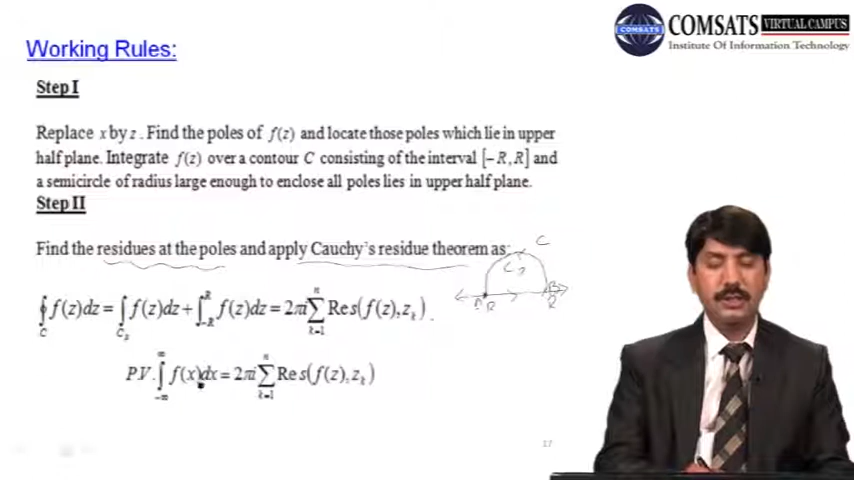 COMSATS VIRTUAL CAMPUS
Institute Of Information Technology
COMSATS
Working Rules:
Step I
Replace x by z . Find the poles of f(z) and locate those poles which lie in upper
half plane. Integrate f(z) over a contour C consisting of the interval [−R, R] and
a semicircle of radius large enough to enclose all poles lies in upper half plane.
Step II
Find the residues at the poles and apply Cauchy's residue theorem as:
C
∮_C f(z)dz = ∫_{C_2} f(z)dz + ∫_{-R}^{R} f(z)dz = 2πi ∑_{k=1}^{n} Res(f(z), z_k) .
P.V. ∫_{-∞}^{∞} f(x)dx = 2πi ∑_{k=1}^{n} Res(f(z), z_k)
17